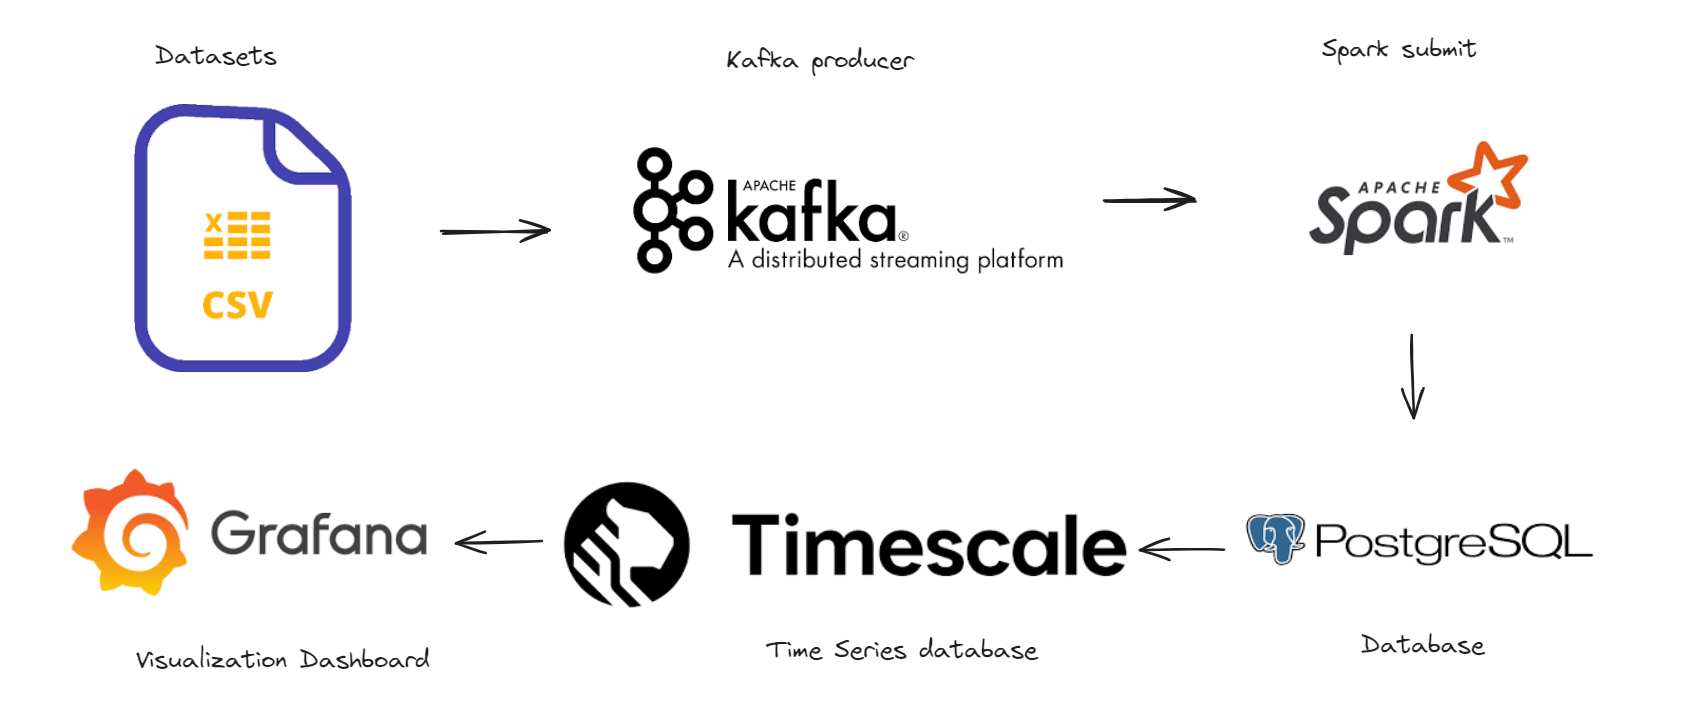 Datasets
Kafka producer
Spark submit
X
CSV
APACHE
kafka®
A distributed streaming platform
APACHE
Spark™
Grafana
Timescale
PostgreSQL
Visualization Dashboard
Time Series database
Database